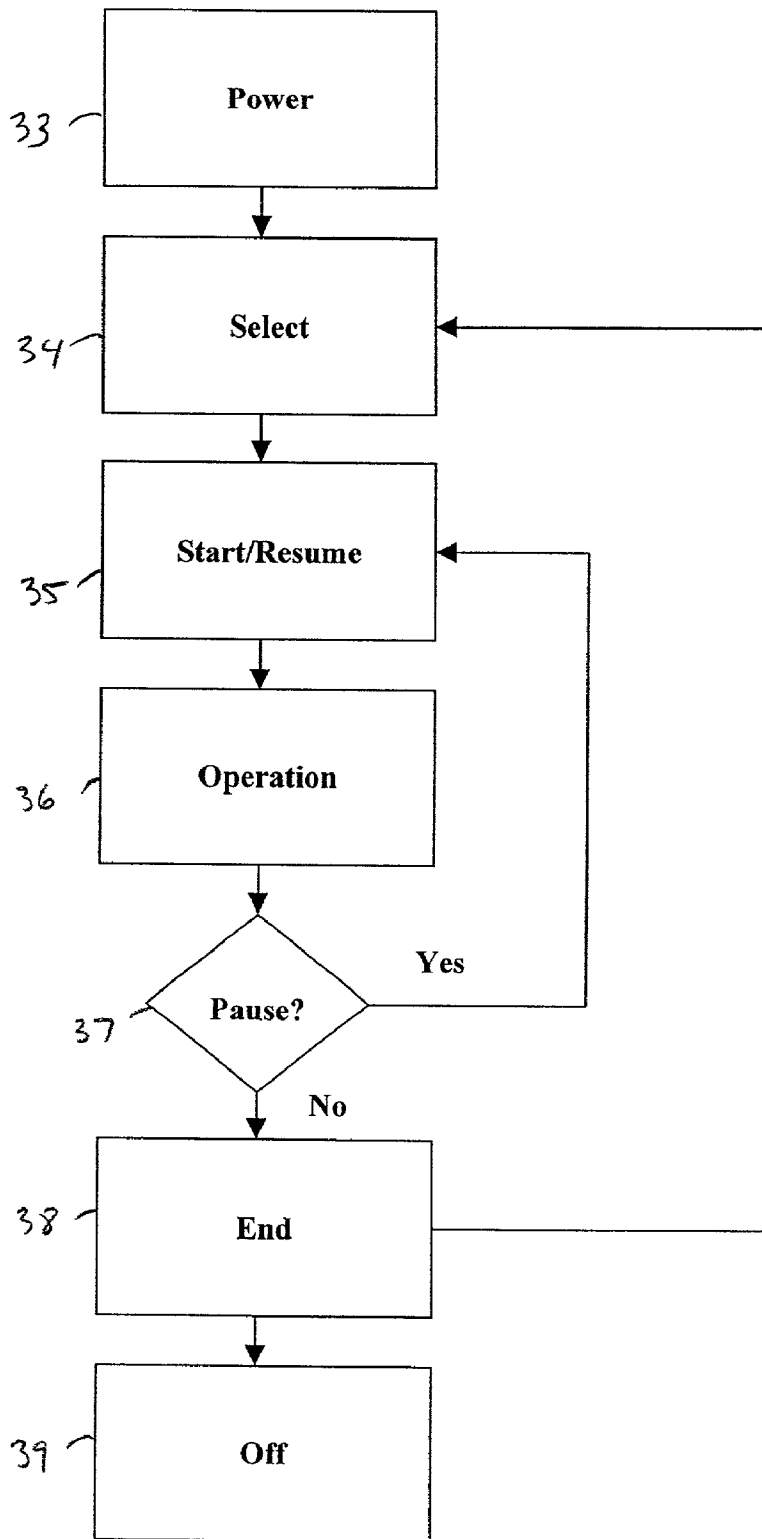 Power
33
Select
34
Start/Resume
35
Operation
36
Yes
Pause?
37
No
End
38
Off
39